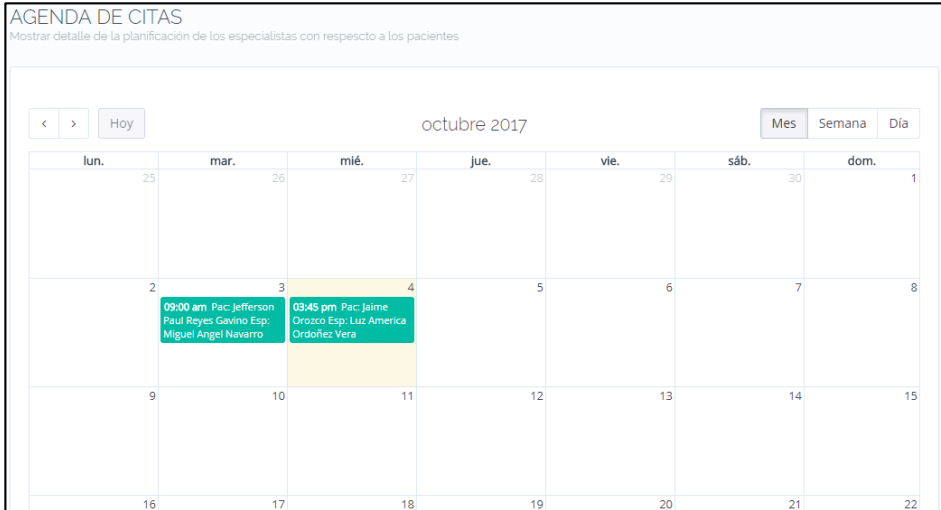 AGENDA DE CITAS
Mostrar detalle de la planificación de los especialistas con respescto a los pacientes
< > Hoy octubre 2017 Mes Semana Día
lun. mar. mié. jue. vie. sáb. dom.
25 26 27 28 29 30 1
2 3 4 5 6 7 8
09:00 am Pac: Jefferson
Paul Reyes Gavino Esp:
Miguel Angel Navarro
03:45 pm Pac: Jaime
Orozco Esp: Luz America
Ordoñez Vera
9 10 11 12 13 14 15
16 17 18 19 20 21 22